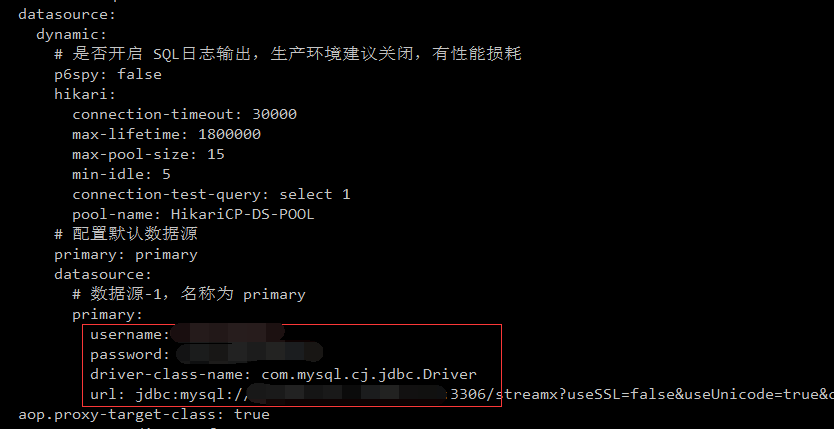 datasource:
dynamic:
# 是否开启 SQL日志输出，生产环境建议关闭，有性能损耗
p6spy: false
hikari:
connection-timeout: 30000
max-lifetime: 1800000
max-pool-size: 15
min-idle: 5
connection-test-query: select 1
pool-name: HikariCP-DS-POOL
# 配置默认数据源
primary: primary
datasource:
# 数据源-1，名称为 primary
primary:
username:
password:
driver-class-name: com.mysql.cj.jdbc.Driver
url: jdbc:mysql:// :3306/streamx?useSSL=false&useUnicode=true&
aop.proxy-target-class: true